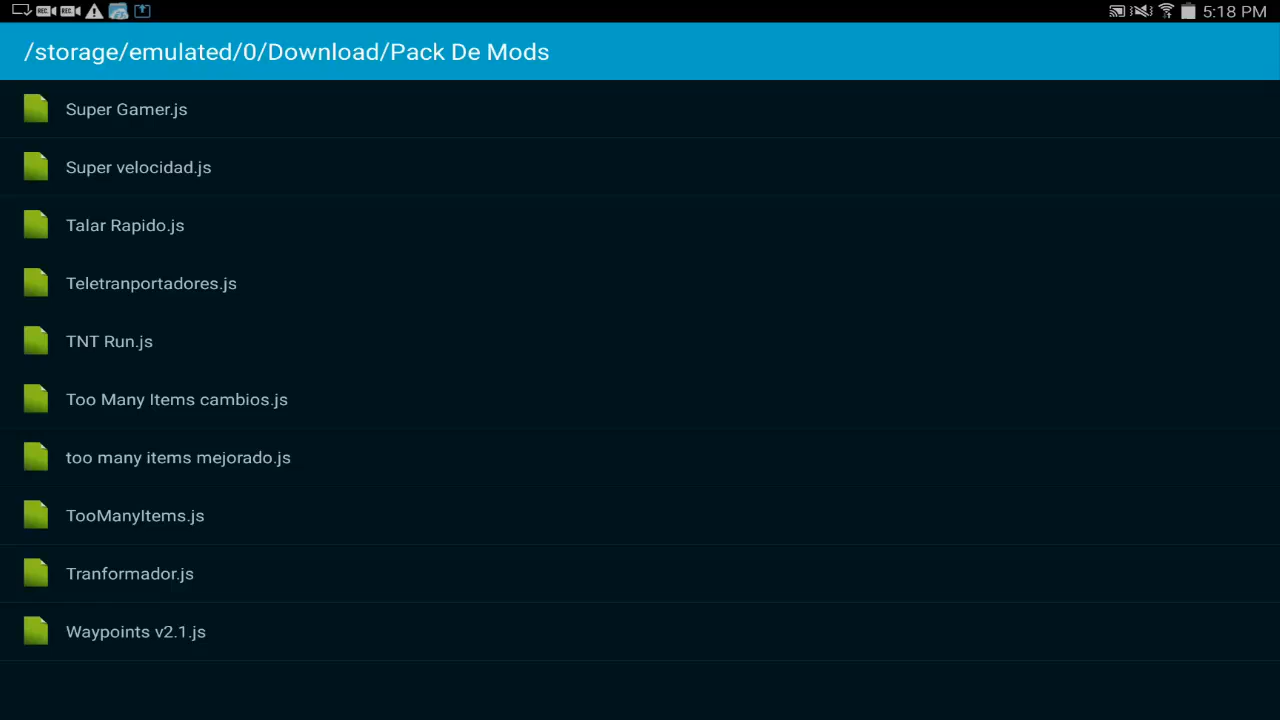 REC REC 5:18 PM
/storage/emulated/0/Download/Pack De Mods
Super Gamer.js
Super velocidad.js
Talar Rapido.js
Teletranportadores.js
TNT Run.js
Too Many Items cambios.js
too many items mejorado.js
TooManyItems.js
Tranformador.js
Waypoints v2.1.js